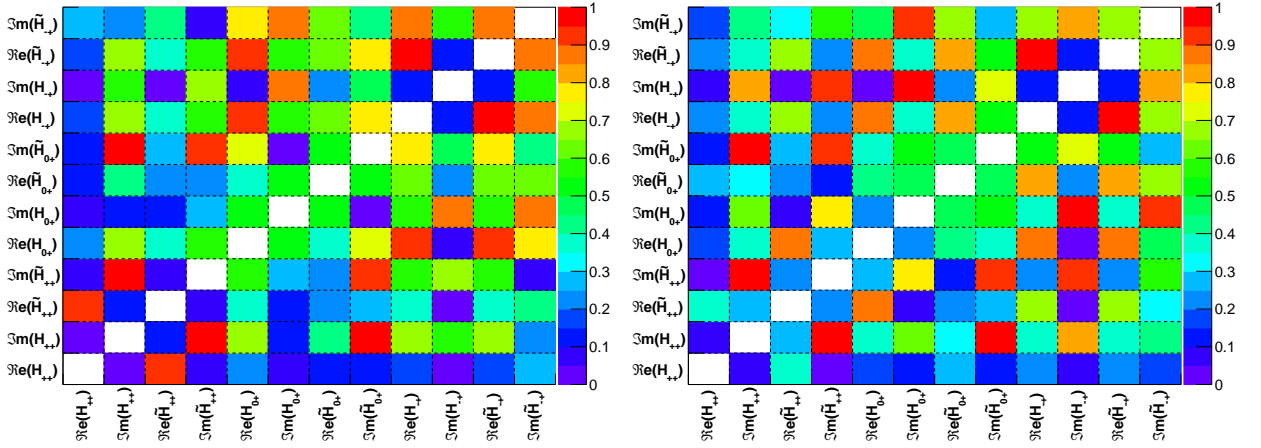 ℑm(H̃₋₊)
ℜe(H̃₋₊)
ℑm(H₋₊)
ℜe(H₋₊)
ℑm(H̃₀₊)
ℜe(H̃₀₊)
ℑm(H₀₊)
ℜe(H₀₊)
ℑm(H̃₊₊)
ℜe(H̃₊₊)
ℑm(H₊₊)
ℜe(H₊₊)
ℜe(H₊₊) ℑm(H₊₊) ℜe(H̃₊₊) ℑm(H̃₊₊) ℜe(H₀₊) ℑm(H₀₊) ℜe(H̃₀₊) ℑm(H̃₀₊) ℜe(H₋₊) ℑm(H₋₊) ℜe(H̃₋₊) ℑm(H̃₋₊)
1
0.9
0.8
0.7
0.6
0.5
0.4
0.3
0.2
0.1
0
ℑm(H̃₋₊)
ℜe(H̃₋₊)
ℑm(H₋₊)
ℜe(H₋₊)
ℑm(H̃₀₊)
ℜe(H̃₀₊)
ℑm(H₀₊)
ℜe(H₀₊)
ℑm(H̃₊₊)
ℜe(H̃₊₊)
ℑm(H₊₊)
ℜe(H₊₊)
ℜe(H₊₊) ℑm(H₊₊) ℜe(H̃₊₊) ℑm(H̃₊₊) ℜe(H₀₊) ℑm(H₀₊) ℜe(H̃₀₊) ℑm(H̃₀₊) ℜe(H₋₊) ℑm(H₋₊) ℜe(H̃₋₊) ℑm(H̃₋₊)
1
0.9
0.8
0.7
0.6
0.5
0.4
0.3
0.2
0.1
0